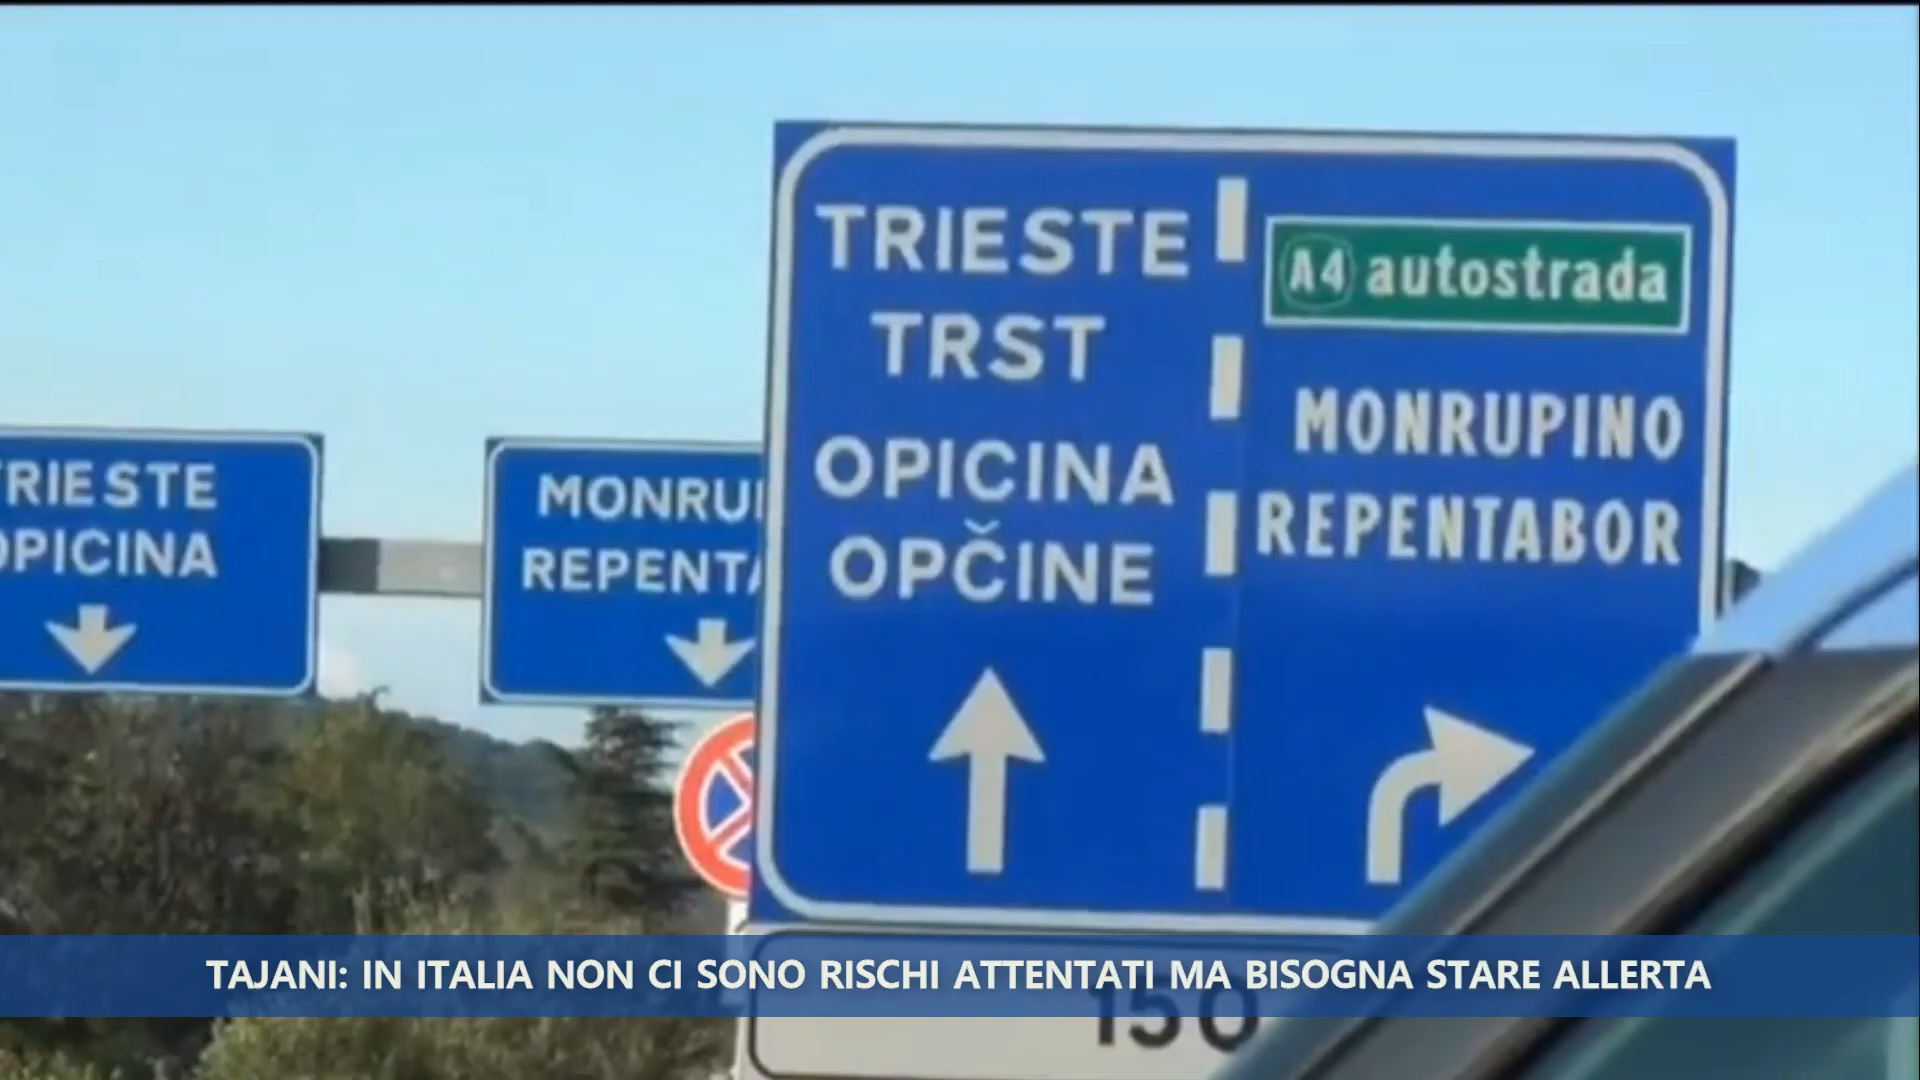 TRIESTE
TRST
OPICINA
OPČINE
A4 autostrada
MONRUPINO
REPENTABOR
TRIESTE
OPICINA
MONRU
REPENTA
150
TAJANI: IN ITALIA NON CI SONO RISCHI ATTENTATI MA BISOGNA STARE ALLERTA